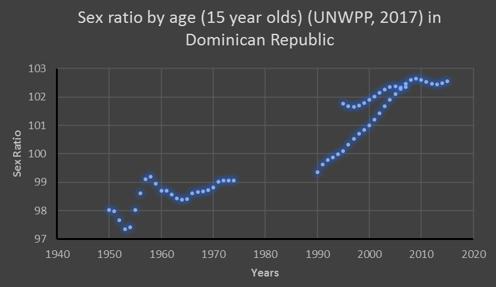 Sex ratio by age (15 year olds) (UNWPP, 2017) in
Dominican Republic
103
102
101
100
99
98
97
Sex Ratio
1940 1950 1960 1970 1980 1990 2000 2010 2020
Years